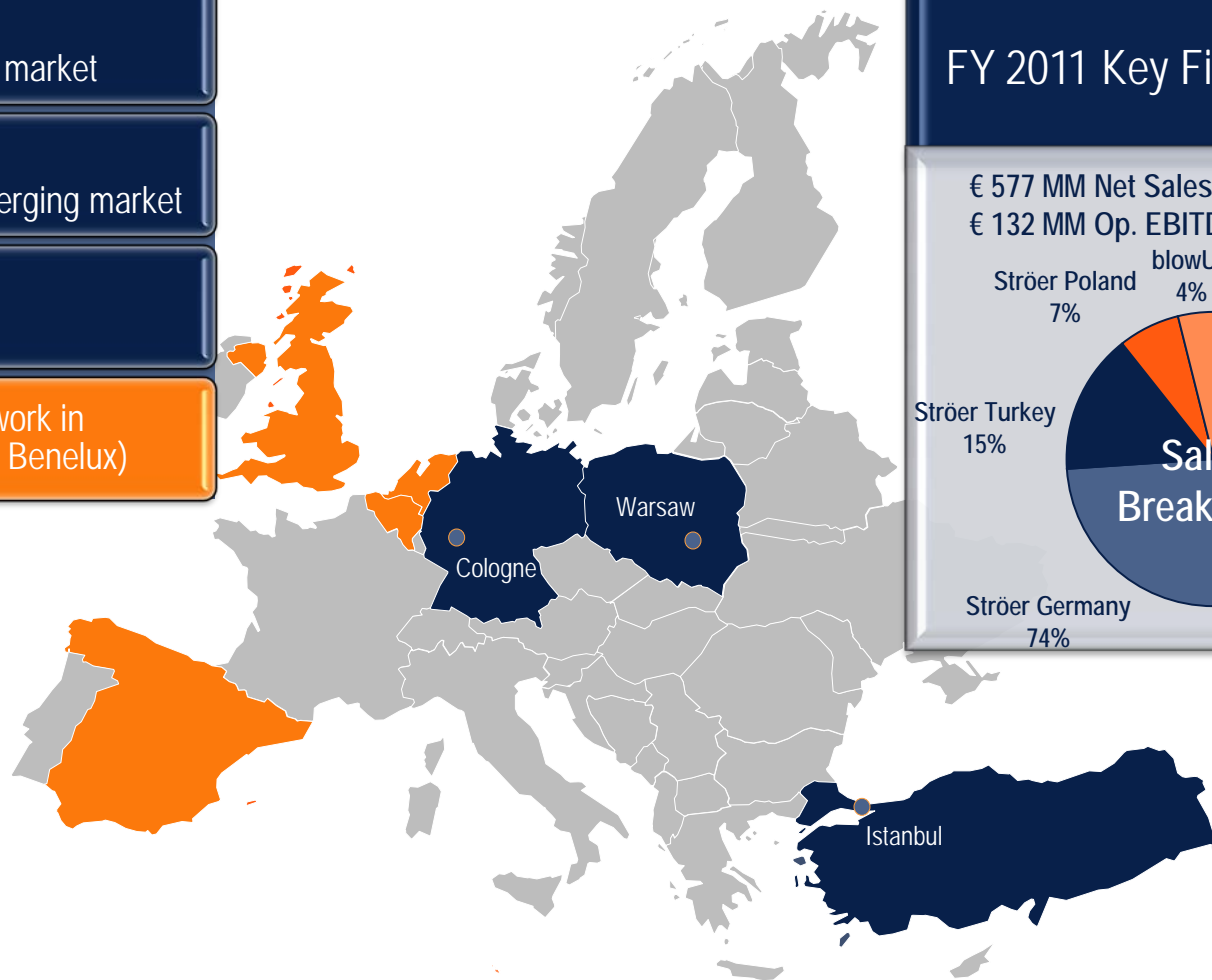 market
erging market
work in
Benelux)
FY 2011 Key Fi
€ 577 MM Net Sales
€ 132 MM Op. EBITD
blowU
4%
Ströer Poland
7%
Ströer Turkey
15%
Sal
Break
Ströer Germany
74%
Warsaw
Cologne
Istanbul